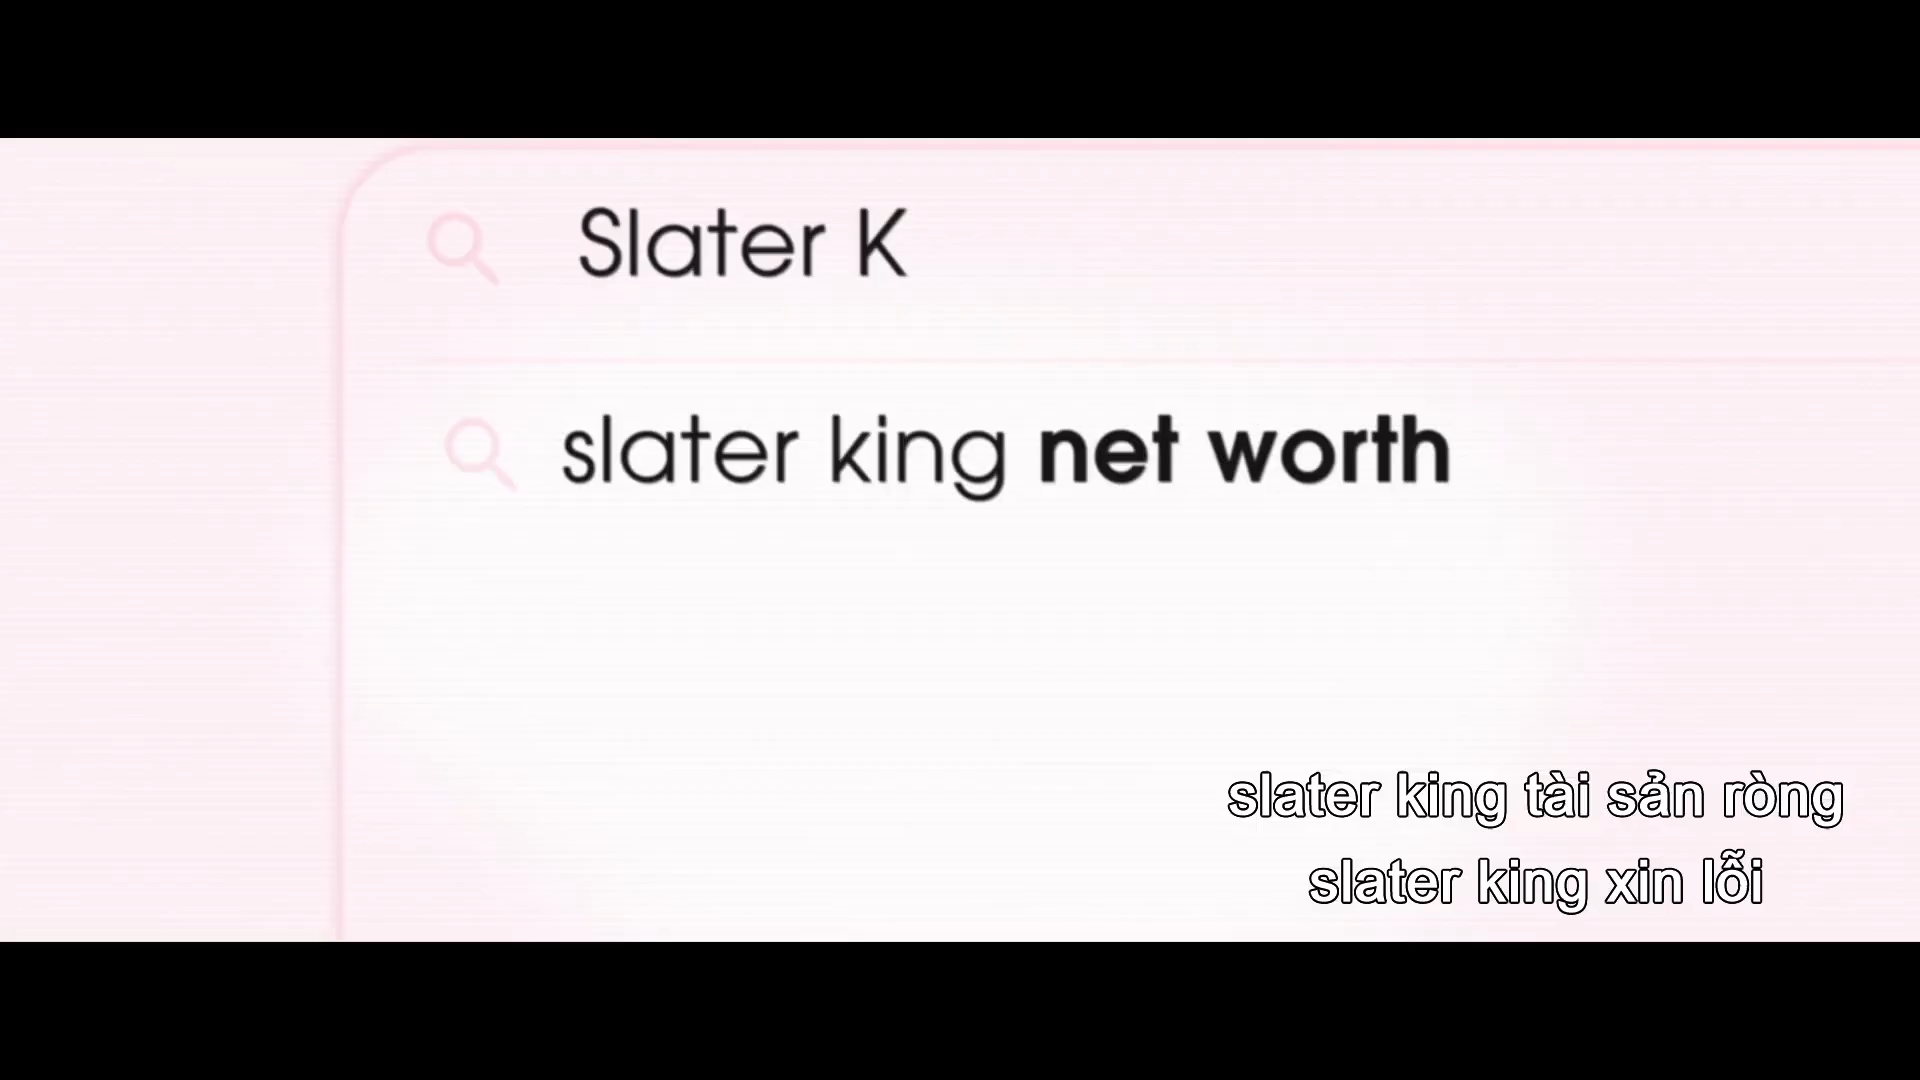 Slater K
slater king net worth
slater king tài sản ròng
slater king xin lỗi